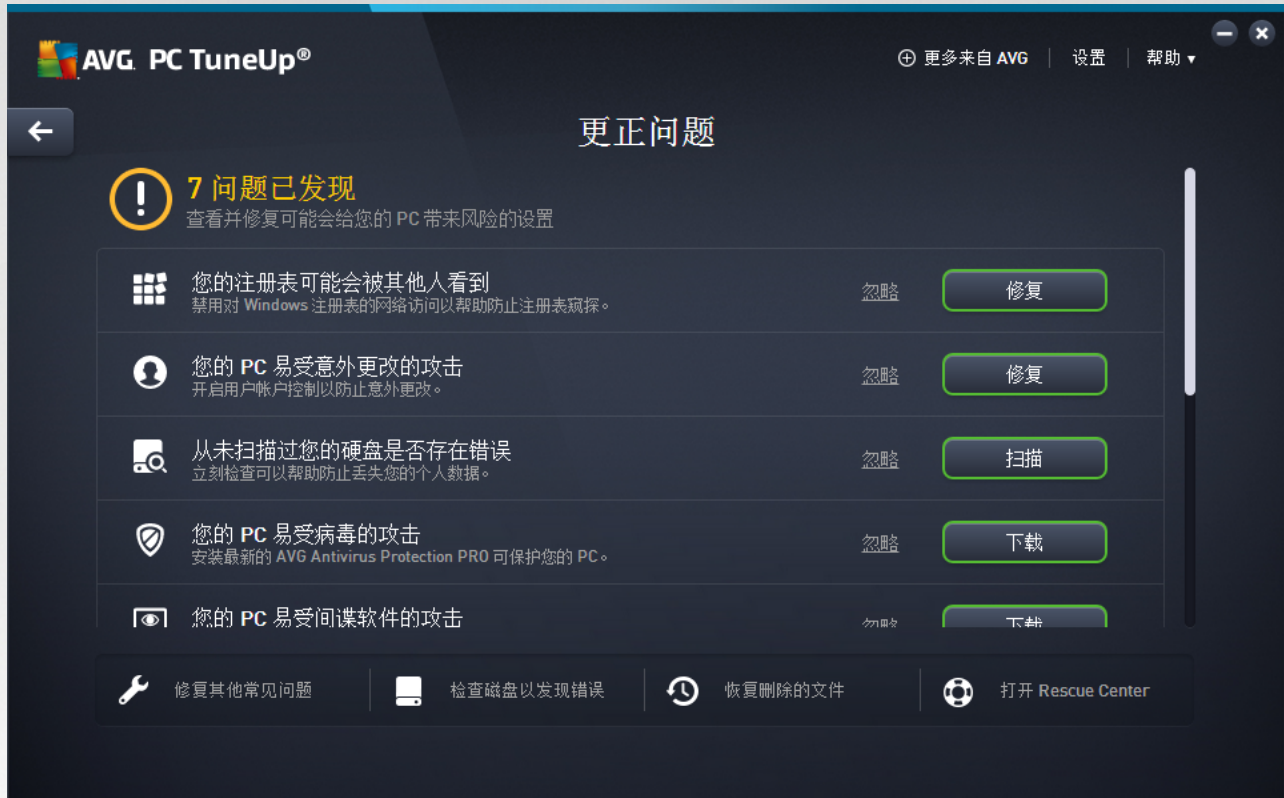 AVG. PC TuneUp®
更多来自 AVG
设置
帮助
更正问题
7 问题已发现
查看并修复可能会给您的 PC 带来风险的设置
您的注册表可能会被其他人看到
禁用对 Windows 注册表的网络访问以帮助防止注册表窥探。
忽略
修复
您的 PC 易受意外更改的攻击
开启用户帐户控制以防止意外更改。
忽略
修复
从未扫描过您的硬盘是否存在错误
立刻检查可以帮助防止丢失您的个人数据。
忽略
扫描
您的 PC 易受病毒的攻击
安装最新的 AVG Antivirus Protection PRO 可保护您的 PC。
忽略
下载
您的 PC 易受间谍软件的攻击
忽略
下载
修复其他常见问题
检查磁盘以发现错误
恢复删除的文件
打开 Rescue Center